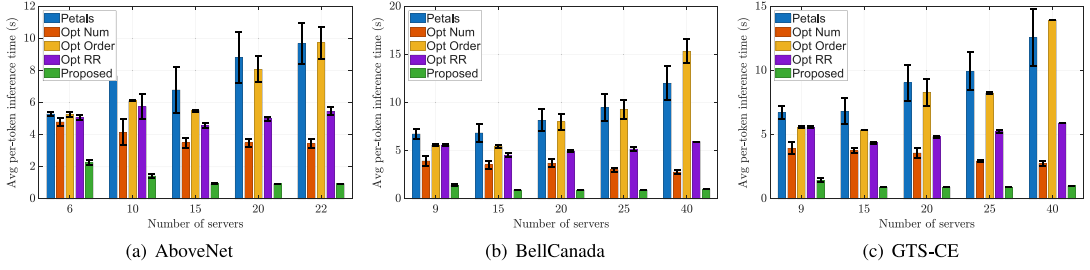 Avg per-token inference time (s)
12
10
8
6
4
2
0
Petals
Opt Num
Opt Order
Opt RR
Proposed
6 10 15 20 22
Number of servers
(a) AboveNet
Avg per-token inference time (s)
20
15
10
5
0
Petals
Opt Num
Opt Order
Opt RR
Proposed
9 15 20 25 40
Number of servers
(b) BellCanada
Avg per-token inference time (s)
15
10
5
0
Petals
Opt Num
Opt Order
Opt RR
Proposed
9 15 20 25 40
Number of servers
(c) GTS-CE